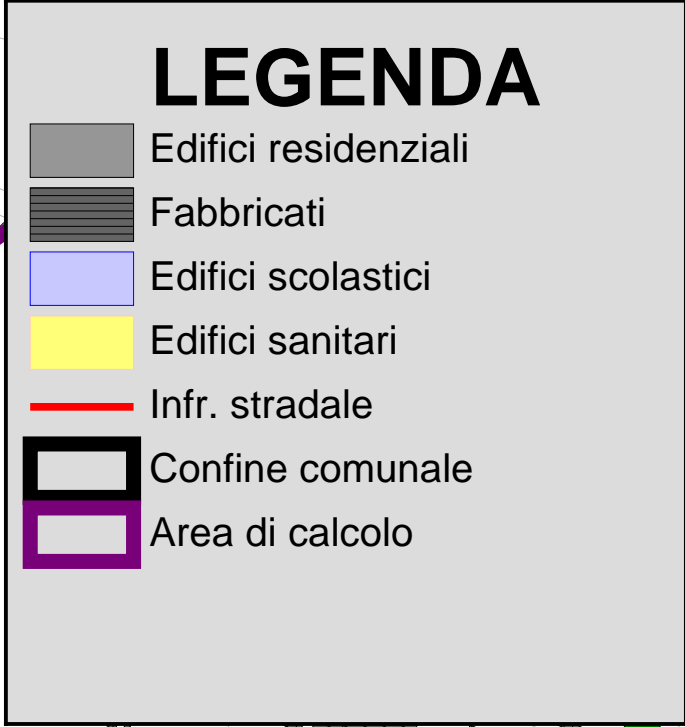 LEGENDA
Edifici residenziali
Fabbricati
Edifici scolastici
Edifici sanitari
Infr. stradale
Confine comunale
Area di calcolo